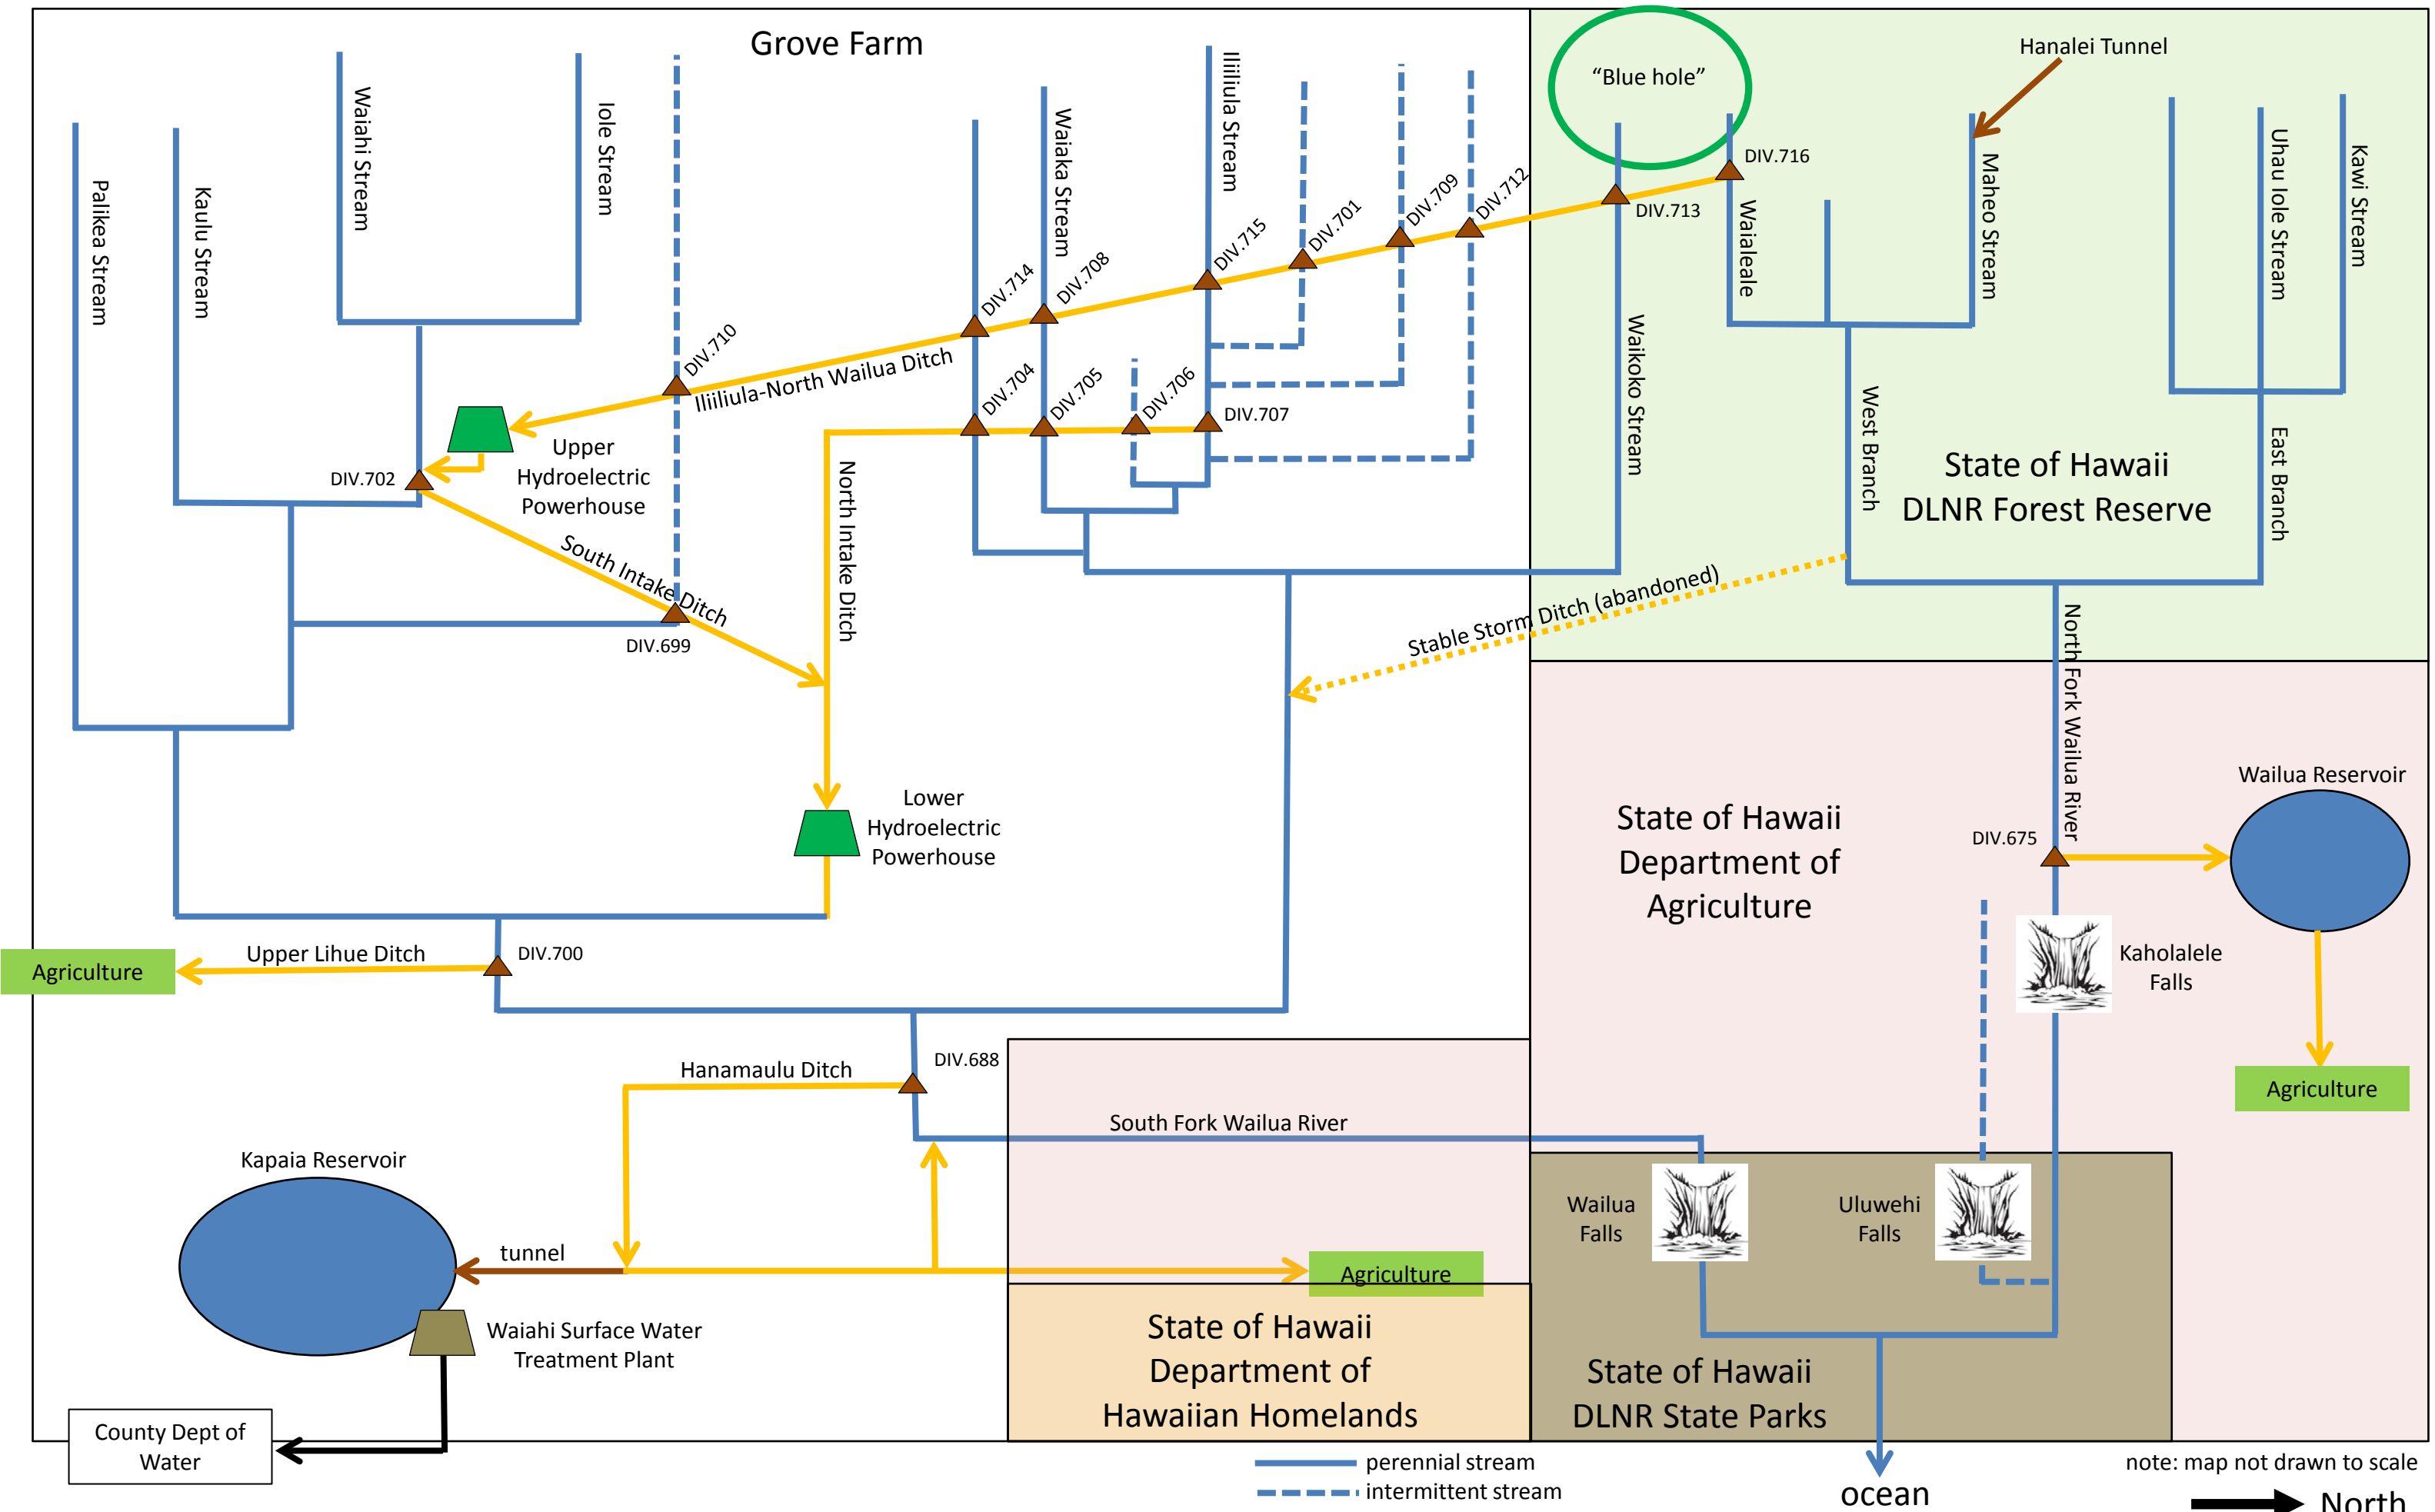 Grove Farm
"Blue hole"
Hanalei Tunnel
Palikea Stream
Kaulu Stream
Waiahi Stream
Iole Stream
Waiaka Stream
Iliiliula Stream
DIV.716
DIV.713
DIV.712
DIV.709
DIV.701
DIV.715
DIV.708
DIV.714
DIV.710
Waikoko Stream
Waialeale
Maheo Stream
Uhau Iole Stream
Kawi Stream
Iliiliula-North Wailua Ditch
DIV.704
DIV.705
DIV.706
DIV.707
Upper
Hydroelectric
Powerhouse
DIV.702
North Intake Ditch
West Branch
East Branch
State of Hawaii
DLNR Forest Reserve
South Intake Ditch
DIV.699
Stable Storm Ditch (abandoned)
North Fork Wailua River
Lower
Hydroelectric
Powerhouse
State of Hawaii
Department of
Agriculture
Wailua Reservoir
DIV.675
Agriculture
Upper Lihue Ditch
DIV.700
Kaholalele
Falls
Hanamaulu Ditch
DIV.688
Agriculture
South Fork Wailua River
Kapaia Reservoir
tunnel
Wailua
Falls
Uluwehi
Falls
Agriculture
Waiahi Surface Water
Treatment Plant
State of Hawaii
Department of
Hawaiian Homelands
State of Hawaii
DLNR State Parks
County Dept of
Water
perennial stream
intermittent stream
ocean
note: map not drawn to scale
North